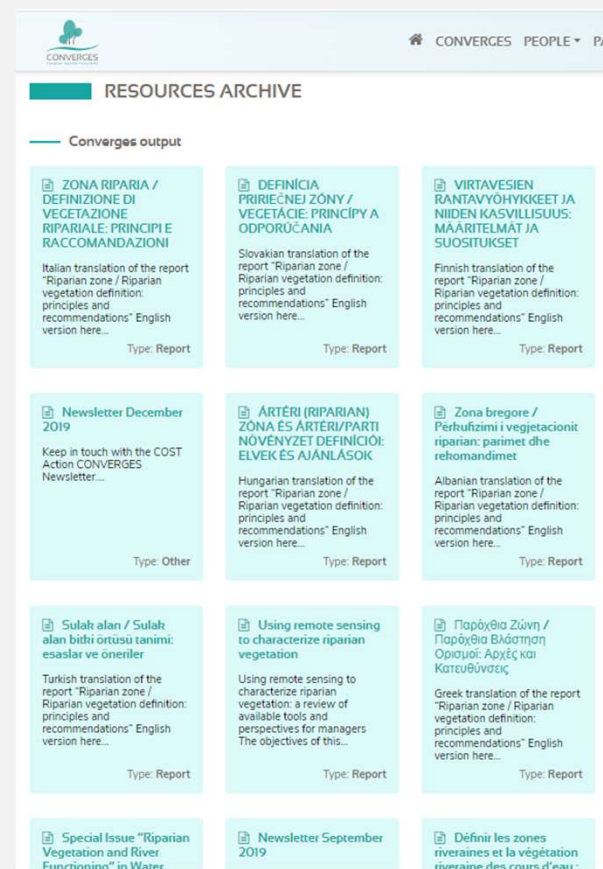 CONVERGES
CONVERGES PEOPLE
RESOURCES ARCHIVE
Converges output
ZONA RIPARIA /
DEFINIZIONE DI
VEGETAZIONE
RIPARIALE: PRINCIPI E
RACCOMANDAZIONI
Italian translation of the report
"Riparian zone / Riparian
vegetation definition:
principles and
recommendations" English
version here...
Type: Report
DEFINÍCIA
PRIRIEČNEJ ZÓNY /
VEGETÁCIE: PRINCÍPY A
ODPORÚČANIA
Slovakian translation of the
report "Riparian zone /
Riparian vegetation definition:
principles and
recommendations" English
version here...
Type: Report
VIRTAVESIEN
RANTAVYÖHYKKEET JA
NIIDEN KASVILLISUUS:
MÄÄRITELMÄT JA
SUOSITUKSET
Finnish translation of the
report "Riparian zone /
Riparian vegetation definition:
principles and
recommendations" English
version here...
Type: Report
Newsletter December
2019
Keep in touch with the COST
Action CONVERGES
Newsletter....
Type: Other
ÁRTÉRI (RIPARIAN)
ZÓNA ÉS ÁRTÉRI/PARTI
NÖVÉNYZET DEFINÍCIÓI:
ELVEK ÉS AJÁNLÁSOK
Hungarian translation of the
report "Riparian zone /
Riparian vegetation definition:
principles and
recommendations" English
version here...
Type: Report
Zona bregore /
Përkufizimi i vegjetacionit
riparian: parimet dhe
rekomandimet
Albanian translation of the
report "Riparian zone /
Riparian vegetation definition:
principles and
recommendations" English
version here...
Type: Report
Sulak alan / Sulak
alan bitki örtüsü tanimi:
esaslar ve öneriler
Turkish translation of the
report "Riparian zone /
Riparian vegetation definition:
principles and
recommendations" English
version here...
Type: Report
Using remote sensing
to characterize riparian
vegetation
Using remote sensing to
characterize riparian
vegetation: a review of
available tools and
perspectives for managers
The objectives of this...
Type: Report
Παρόχθια Ζώνη /
Παρόχθια Βλάστηση
Ορισμοί: Αρχές και
Κατευθύνσεις
Greek translation of the report
"Riparian zone / Riparian
vegetation definition:
principles and
recommendations" English
version here...
Type: Report
Special Issue "Riparian
Vegetation and River
Functioning" in Water
Newsletter September
2019
Définir les zones
riveraines et la végétation
riveraine des cours d'eau :